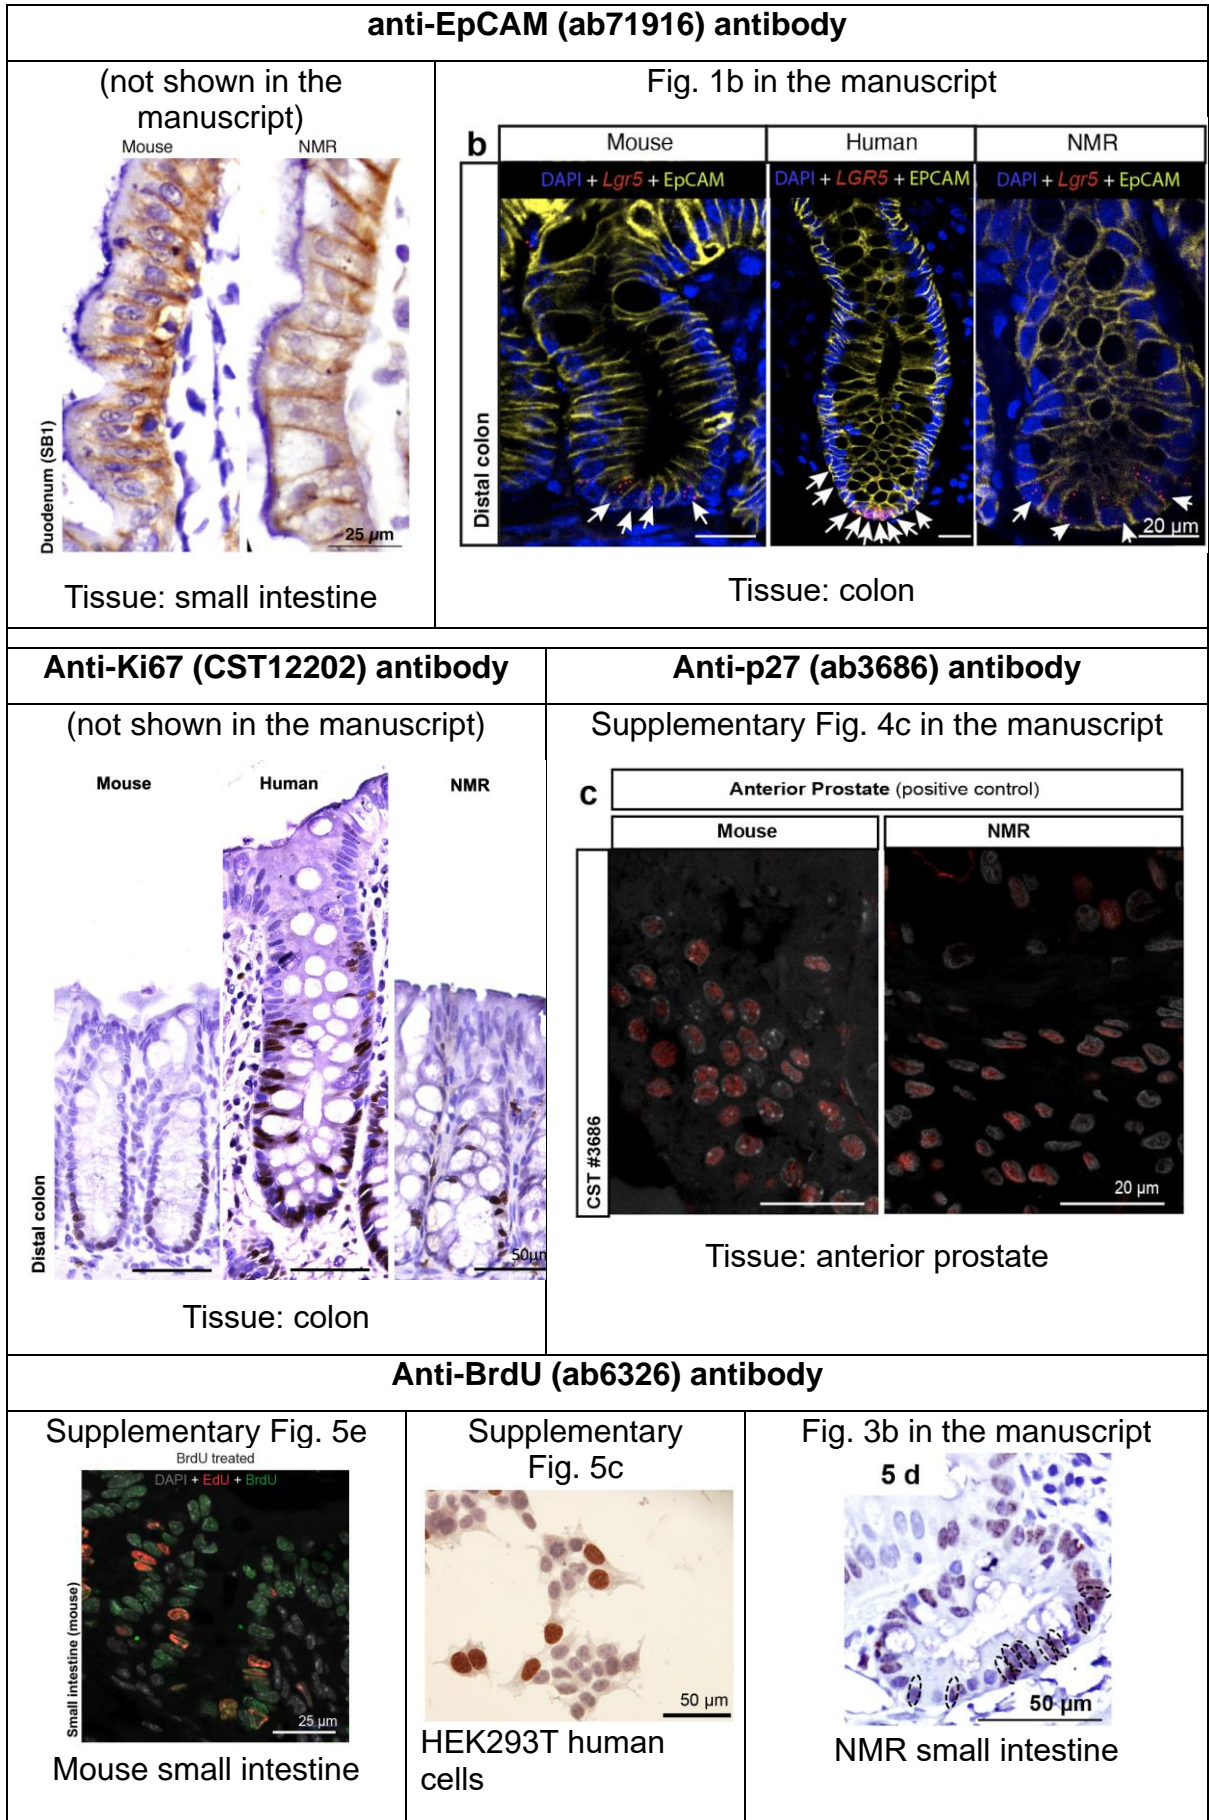 anti-EpCAM (ab71916) antibody
(not shown in the
manuscript)
Mouse NMR
Duodenum (SB1)
25 µm
Tissue: small intestine
Fig. 1b in the manuscript
b
Mouse Human NMR
DAPI + Lgr5 + EpCAM DAPI + LGR5 + EPCAM DAPI + Lgr5 + EpCAM
Distal colon
20 µm
Tissue: colon
Anti-Ki67 (CST12202) antibody
(not shown in the manuscript)
Mouse Human NMR
Distal colon
50µm
Tissue: colon
Anti-p27 (ab3686) antibody
Supplementary Fig. 4c in the manuscript
c
Anterior Prostate (positive control)
Mouse NMR
CST #3686
20 µm
Tissue: anterior prostate
Anti-BrdU (ab6326) antibody
Supplementary Fig. 5e
BrdU treated
DAPI + EdU + BrdU
Small intestine (mouse)
25 µm
Mouse small intestine
Supplementary
Fig. 5c
50 µm
HEK293T human
cells
Fig. 3b in the manuscript
5 d
50 µm
NMR small intestine